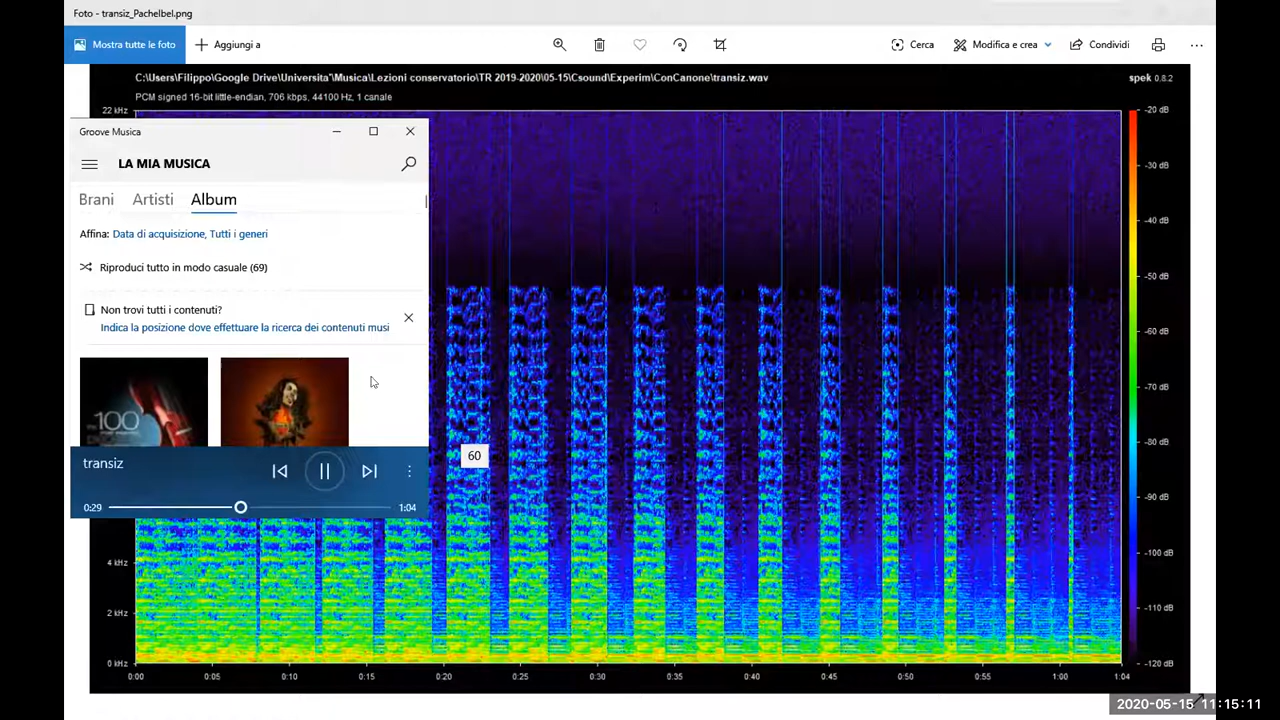 Foto - transiz_Pachelbel.png
Mostra tutte le foto
Aggiungi a
Cerca
Modifica e crea
Condividi
C:\Users\Filippo\Google Drive\Universita'\Musica\Lezioni conservatorio\TR 2019-2020\05-15\Csound\Experim\ConCanone\transiz.wav
spek 0.8.2
PCM signed 16-bit little-endian, 706 kbps, 44100 Hz, 1 canale
22 kHz
-20 dB
Groove Musica
LA MIA MUSICA
-30 dB
Brani
Artisti
Album
-40 dB
Affina: Data di acquisizione, Tutti i generi
Riproduci tutto in modo casuale (69)
-50 dB
Non trovi tutti i contenuti?
Indica la posizione dove effettuare la ricerca dei contenuti musi
-60 dB
-70 dB
100
-80 dB
60
transiz
-90 dB
0:29
1:04
-100 dB
4 kHz
2 kHz
-110 dB
0 kHz
-120 dB
0:00 0:05 0:10 0:15 0:20 0:25 0:30 0:35 0:40 0:45 0:50 0:55 1:00 1:04
2020-05-15 11:15:11